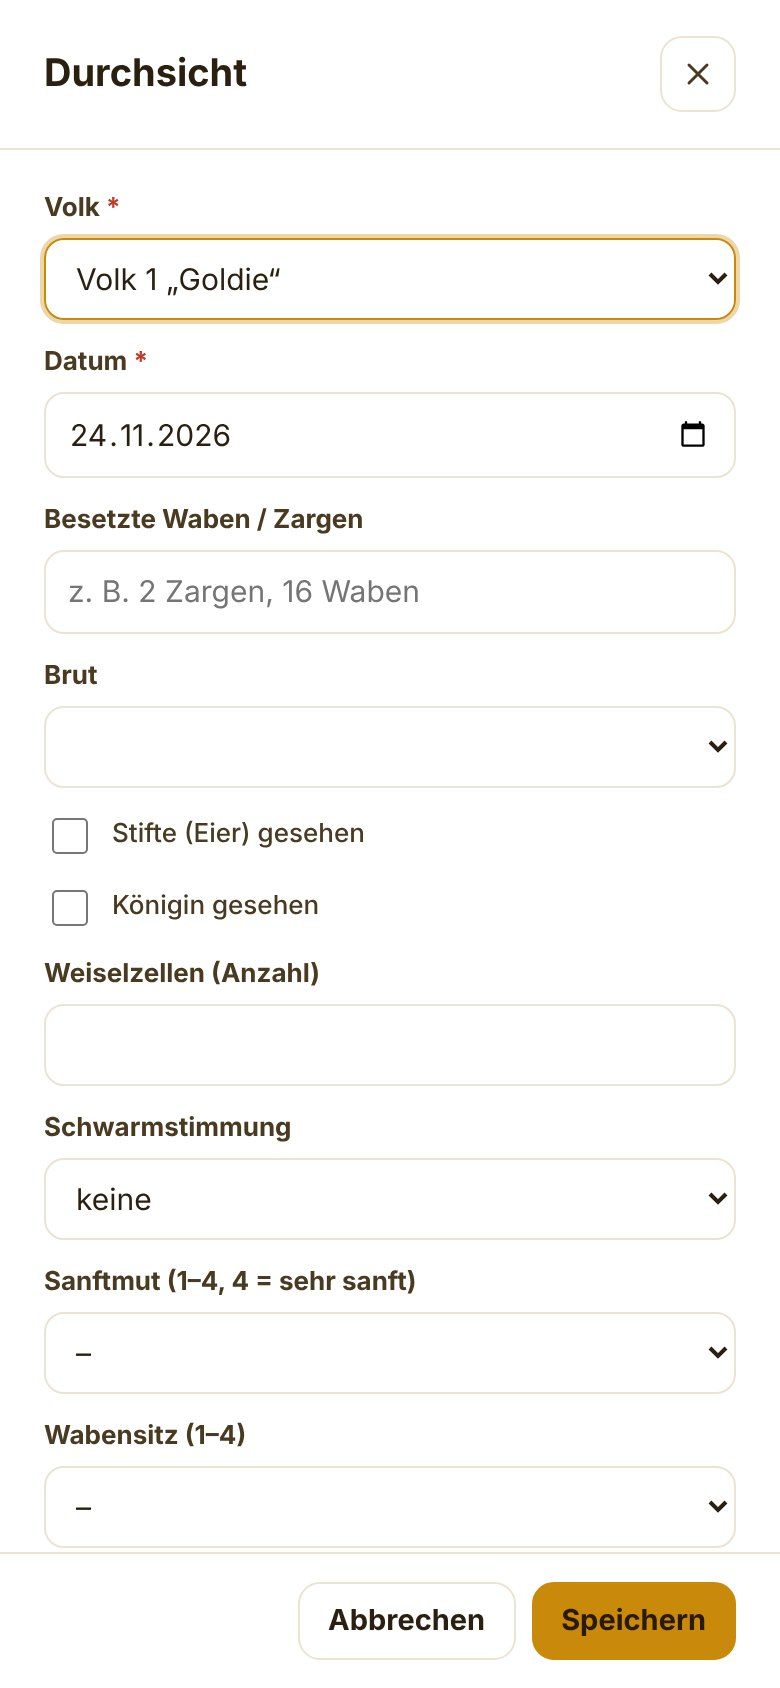 Durchsicht
Volk *
Volk 1 „Goldie“
Datum *
24.11.2026
Besetzte Waben / Zargen
z. B. 2 Zargen, 16 Waben
Brut
Stifte (Eier) gesehen
Königin gesehen
Weiselzellen (Anzahl)
Schwarmstimmung
keine
Sanftmut (1–4, 4 = sehr sanft)
–
Wabensitz (1–4)
–
Abbrechen
Speichern